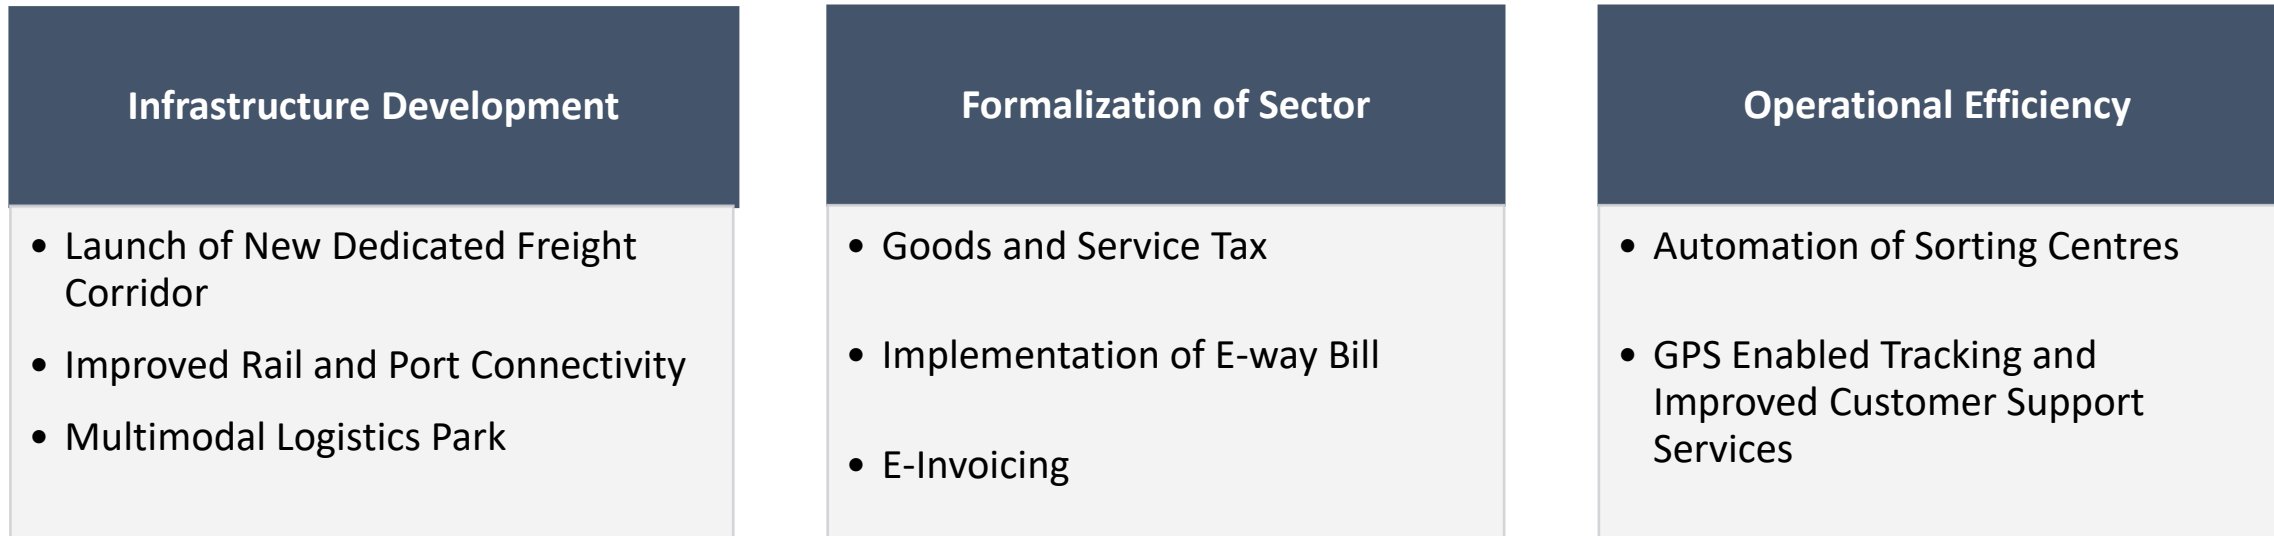 Infrastructure Development
• Launch of New Dedicated Freight
Corridor
• Improved Rail and Port Connectivity
• Multimodal Logistics Park
Formalization of Sector
• Goods and Service Tax
• Implementation of E-way Bill
• E-Invoicing
Operational Efficiency
• Automation of Sorting Centres
• GPS Enabled Tracking and
Improved Customer Support
Services